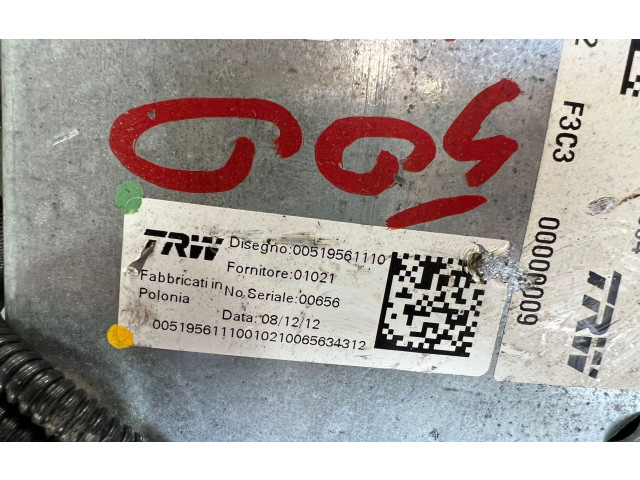 TRW
Disegno:00519561110
Fornitore:01021
Fabbricati in
Polonia
No.Seriale:00656
Data:08/12/12
00519561110010210065634312
F3C3
00000009
TRW